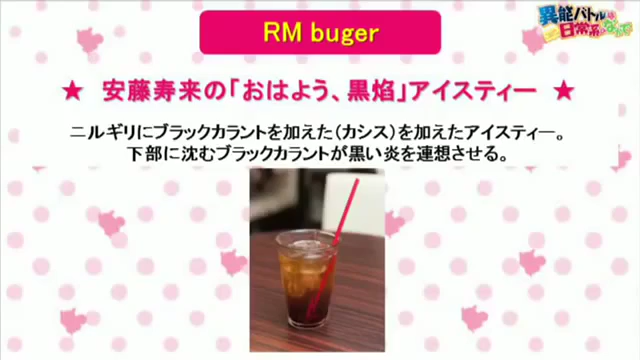 異能バトルは
日常系のなかで
RM buger
★ 安藤寿来の「おはよう、黒焰」アイスティー ★
ニルギリにブラックカラントを加えた(カシス)を加えたアイスティー。
下部に沈むブラックカラントが黒い炎を連想させる。